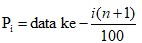 Pᵢ = data ke − i(n+1)/100